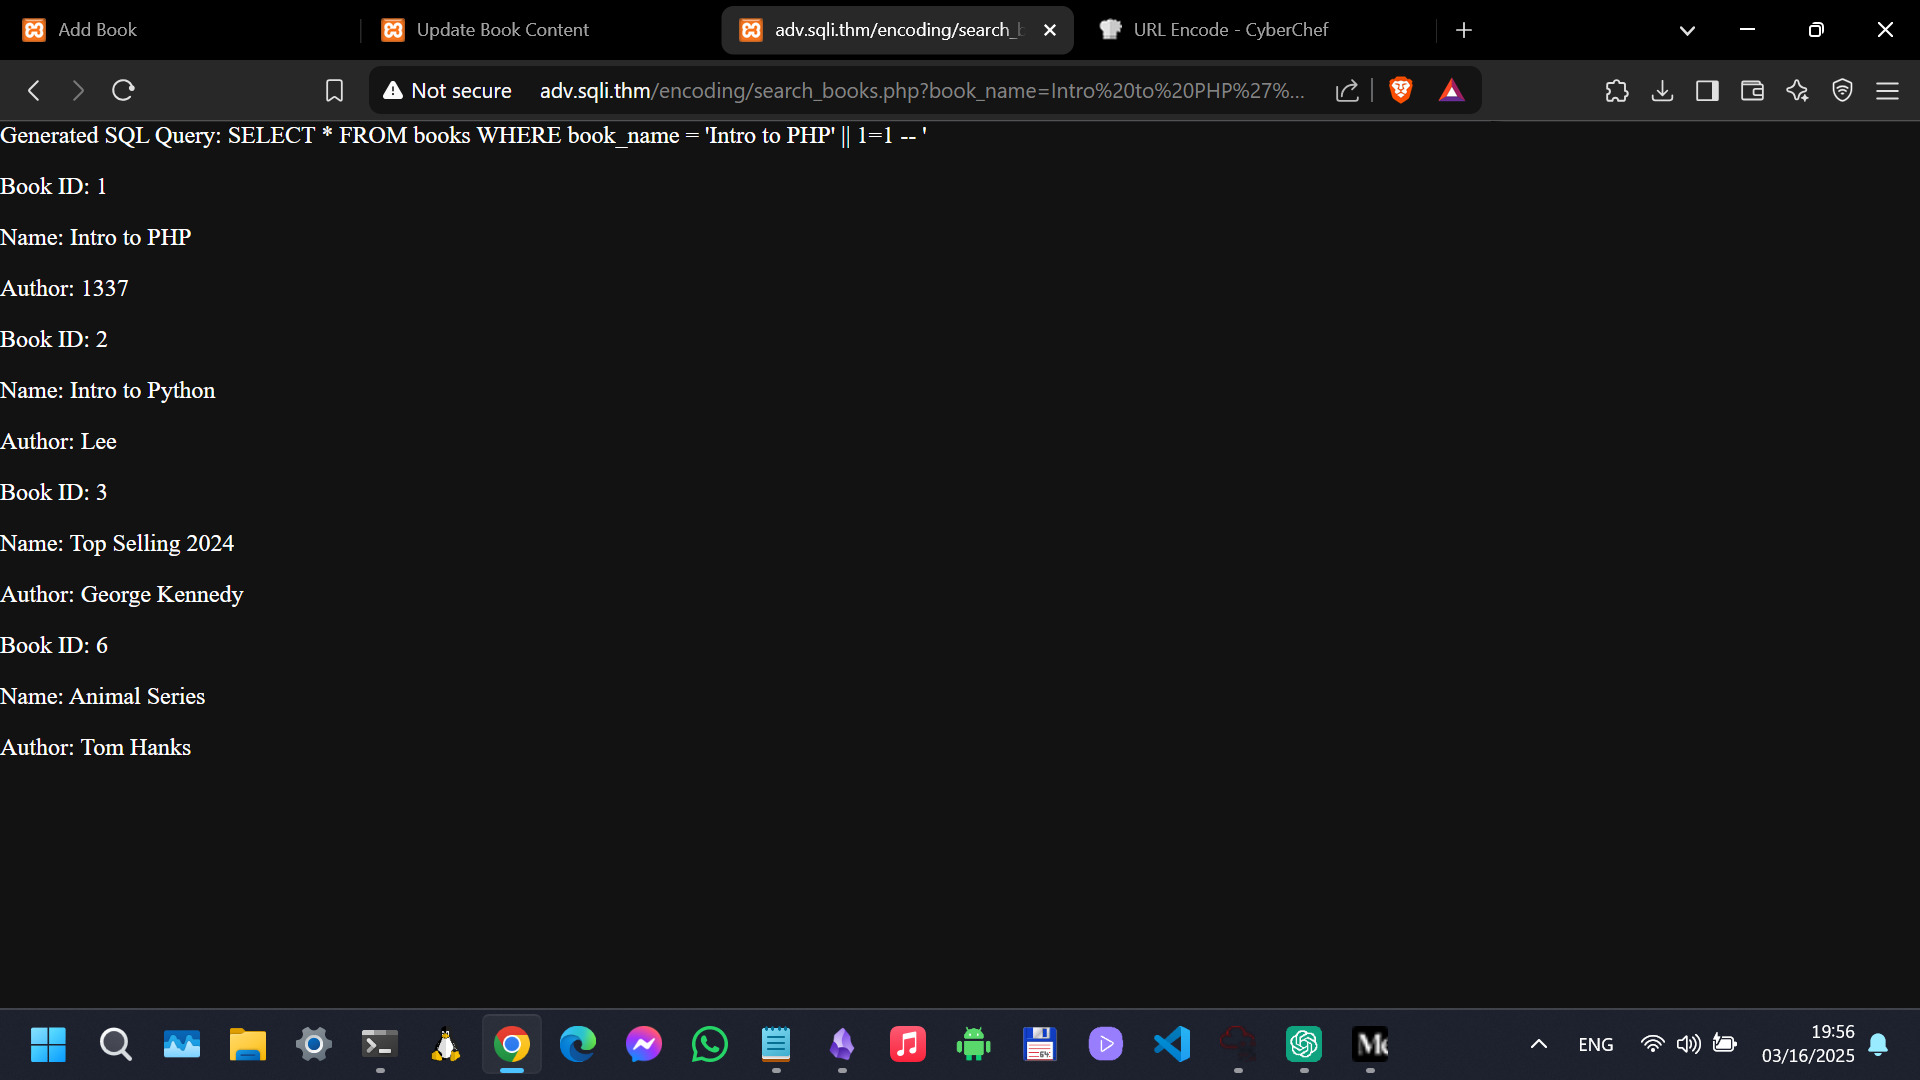 Add Book
Update Book Content
adv.sqli.thm/encoding/search_b
URL Encode - CyberChef
Not secure
adv.sqli.thm/encoding/search_books.php?book_name=Intro%20to%20PHP%27%...
Generated SQL Query: SELECT * FROM books WHERE book_name = 'Intro to PHP' || 1=1 -- '
Book ID: 1
Name: Intro to PHP
Author: 1337
Book ID: 2
Name: Intro to Python
Author: Lee
Book ID: 3
Name: Top Selling 2024
Author: George Kennedy
Book ID: 6
Name: Animal Series
Author: Tom Hanks
64
ENG
19:56
03/16/2025